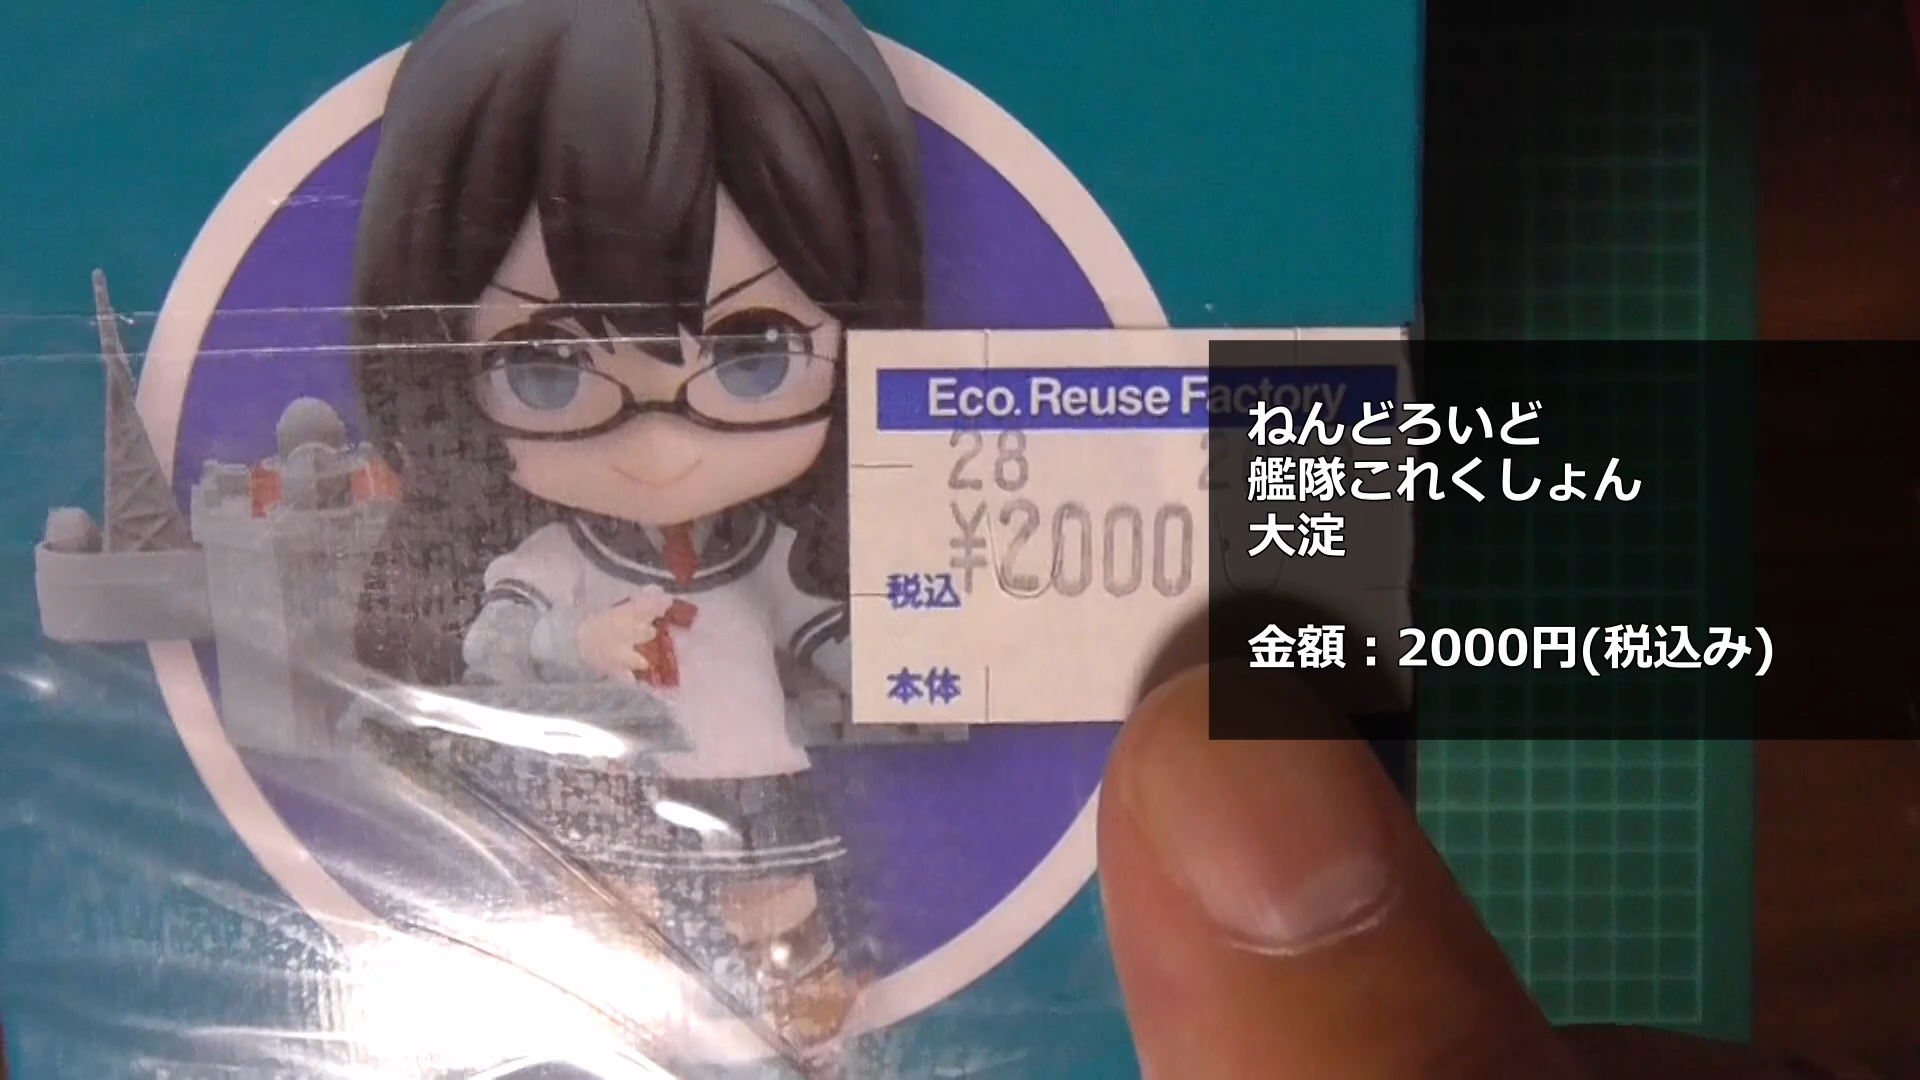 Eco. Reuse Factory
28
¥2000
税込
本体
ねんどろいど
艦隊これくしょん
大淀
金額：2000円(税込み)